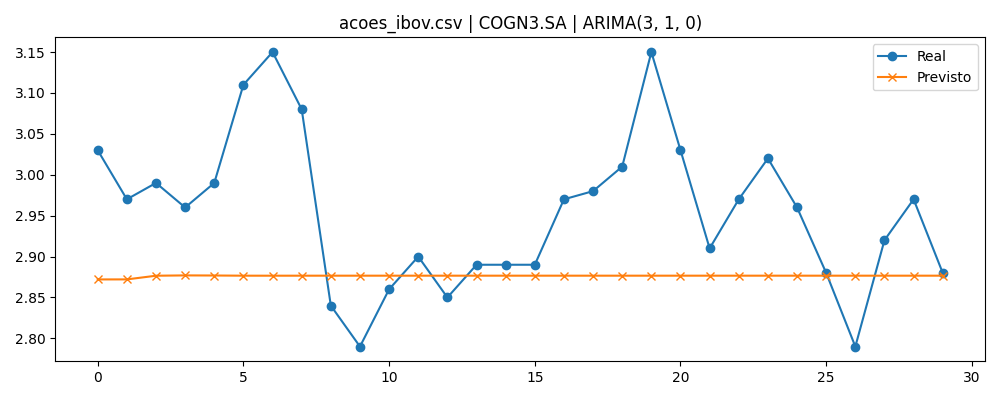 acoes_ibov.csv | COGN3.SA | ARIMA(3, 1, 0)
Real
Previsto
3.15
3.10
3.05
3.00
2.95
2.90
2.85
2.80
0 5 10 15 20 25 30